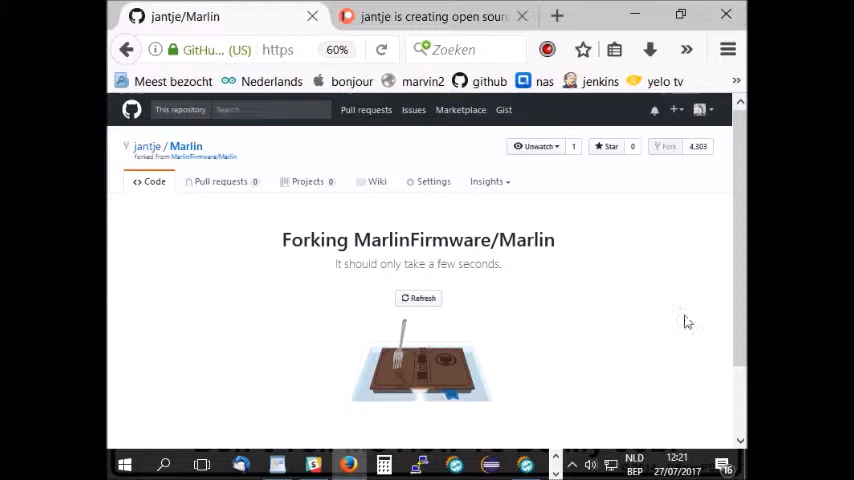 jantje/Marlin
jantje is creating open sour
GitHu... (US)
https
60%
Zoeken
Meest bezocht
Nederlands
bonjour
marvin2
github
nas
jenkins
yelo tv
This repository
Search...
Pull requests
Issues
Marketplace
Gist
jantje / Marlin
Unwatch
1
Star
0
Fork
4,303
forked from MarlinFirmware/Marlin
Code
Pull requests 0
Projects 0
Wiki
Settings
Insights
Forking MarlinFirmware/Marlin
It should only take a few seconds.
Refresh
NLD
BEP
12:21
27/07/2017
16